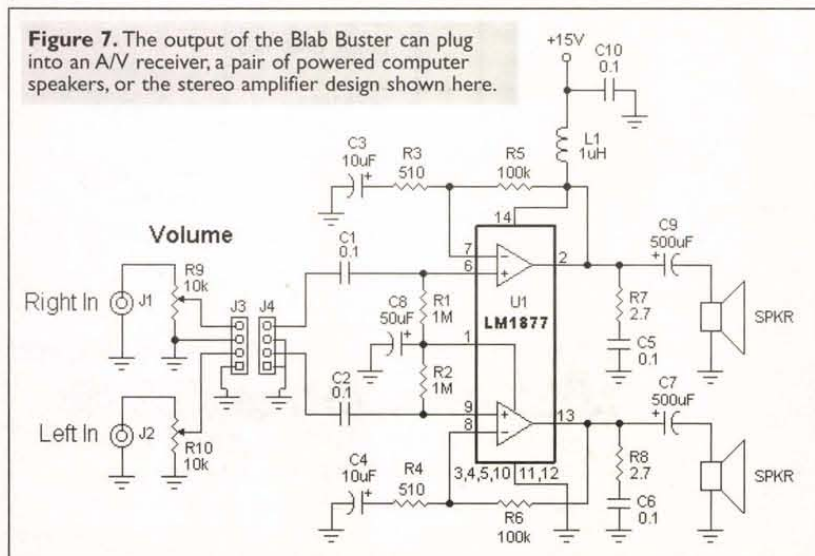 Figure 7. The output of the Blab Buster can plug
into an A/V receiver, a pair of powered computer
speakers, or the stereo amplifier design shown here.
+15V
C10
0.1
L1
1uH
C3
10uF
R3
510
R5
100k
14
Volume
C1
0.1
7
6
2
C9
500uF
R9
10k
Right In
J1
J3
J4
C8
50uF
R1
1M
1
U1
LM1877
R7
2.7
C5
0.1
SPKR
R2
1M
C2
0.1
9
8
13
C7
500uF
Left In
J2
R10
10k
C4
10uF
R4
510
3,4,5,10
11,12
R6
100k
R8
2.7
C6
0.1
SPKR